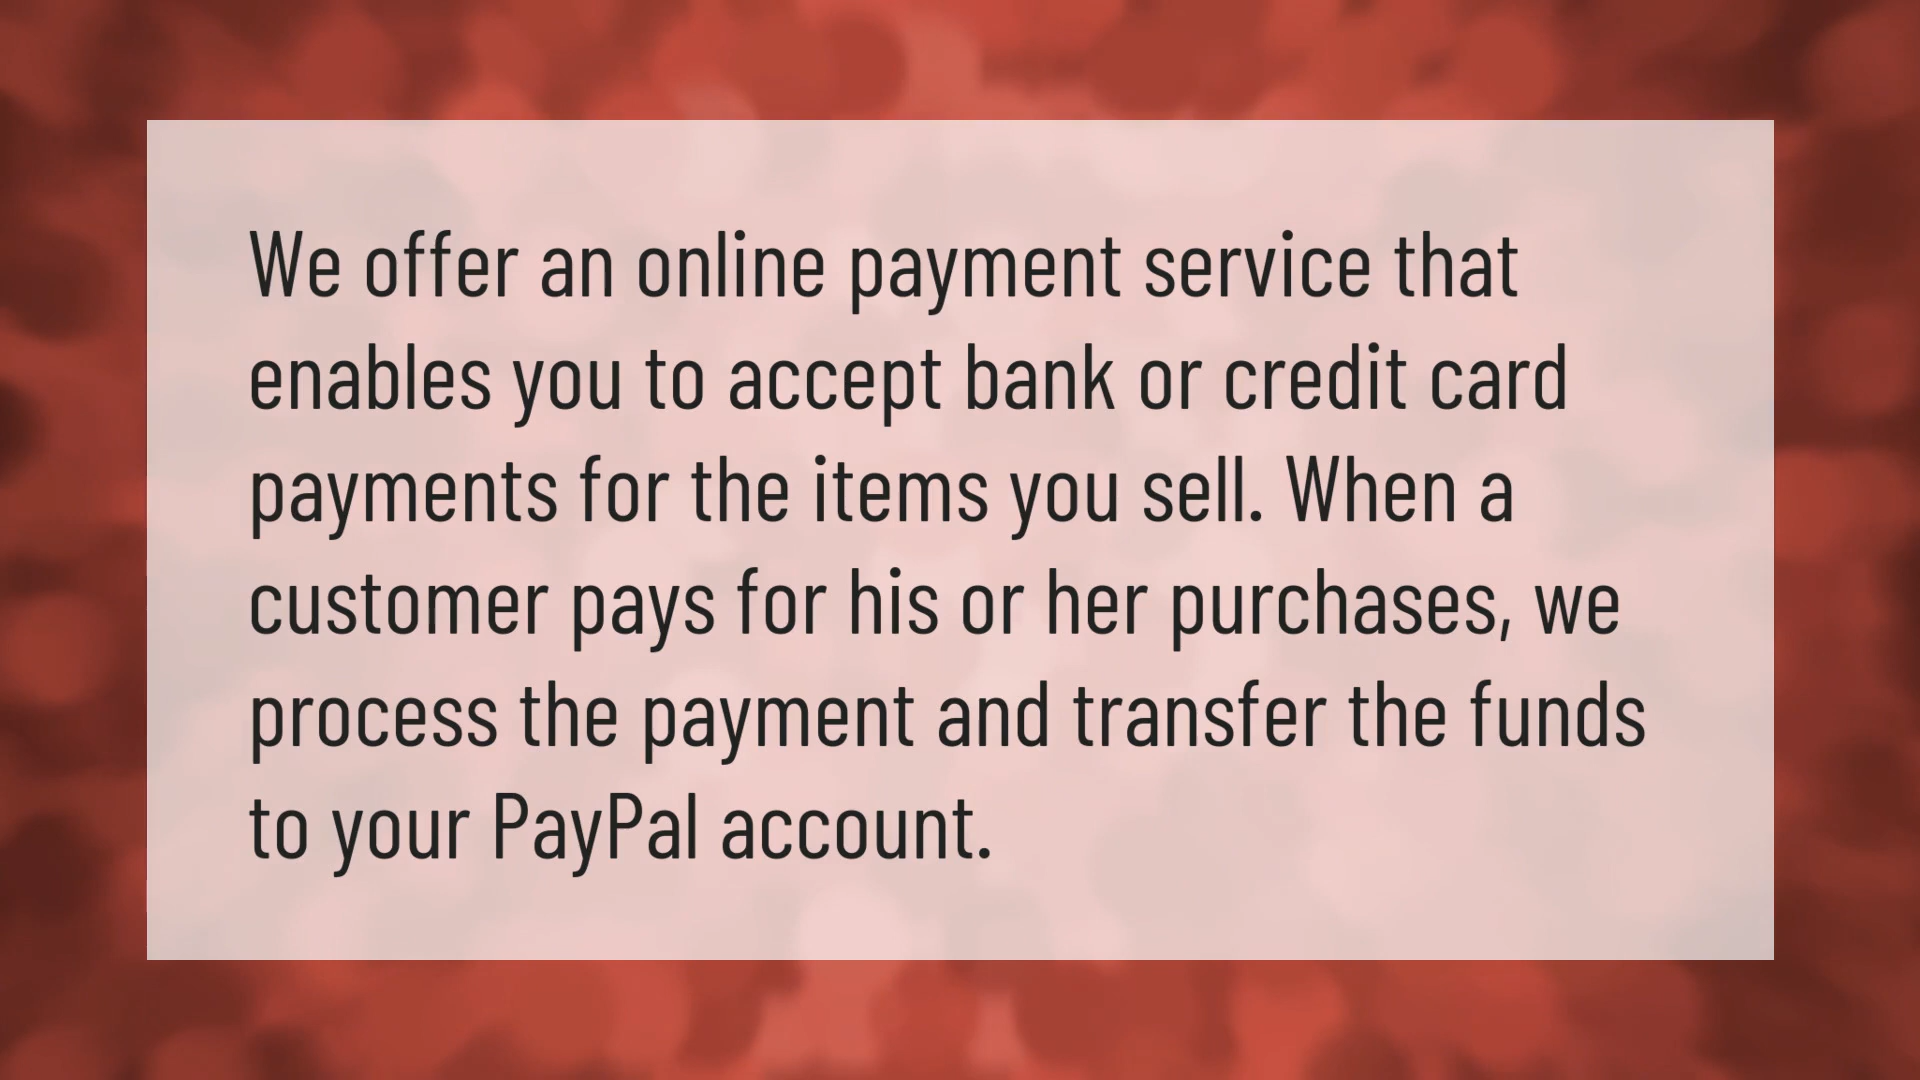 We offer an online payment service that
enables you to accept bank or credit card
payments for the items you sell. When a
customer pays for his or her purchases, we
process the payment and transfer the funds
to your PayPal account.